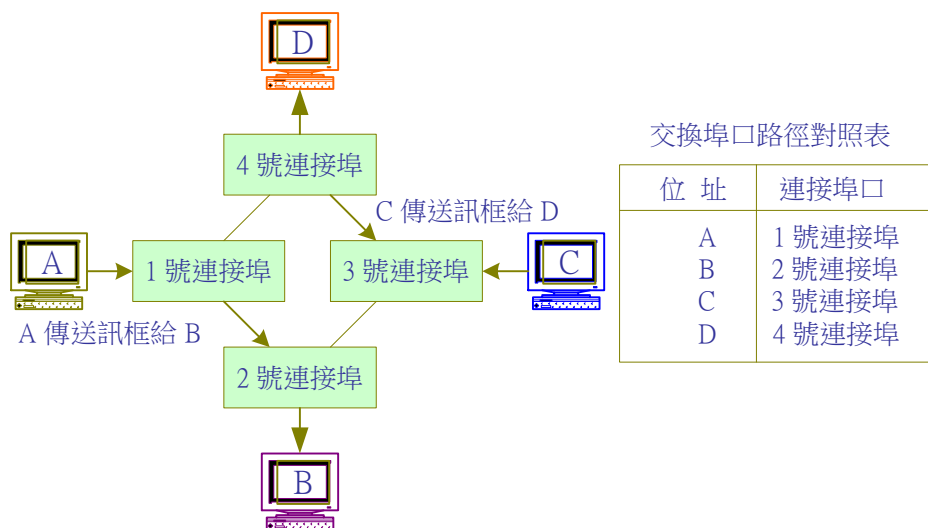 D
4 號連接埠
C 傳送訊框給 D
A
1 號連接埠
3 號連接埠
C
A 傳送訊框給 B
2 號連接埠
B
交換埠口路徑對照表
位 址 連接埠口
A 1 號連接埠
B 2 號連接埠
C 3 號連接埠
D 4 號連接埠